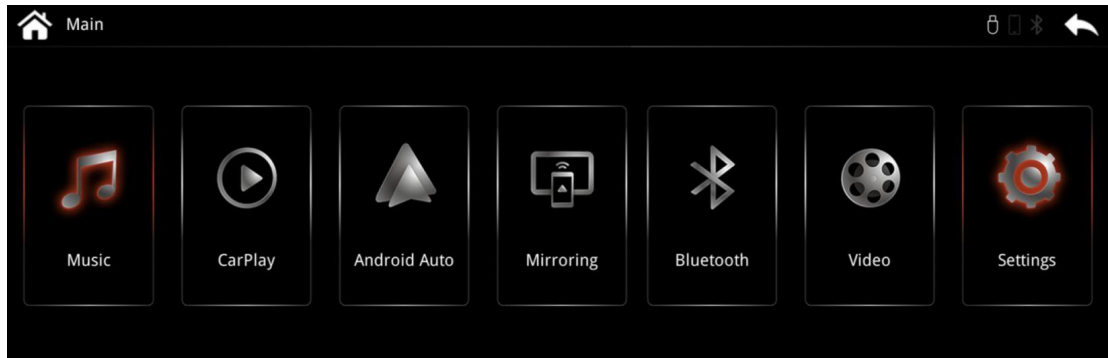 Main
Music
CarPlay
Android Auto
Mirroring
Bluetooth
Video
Settings